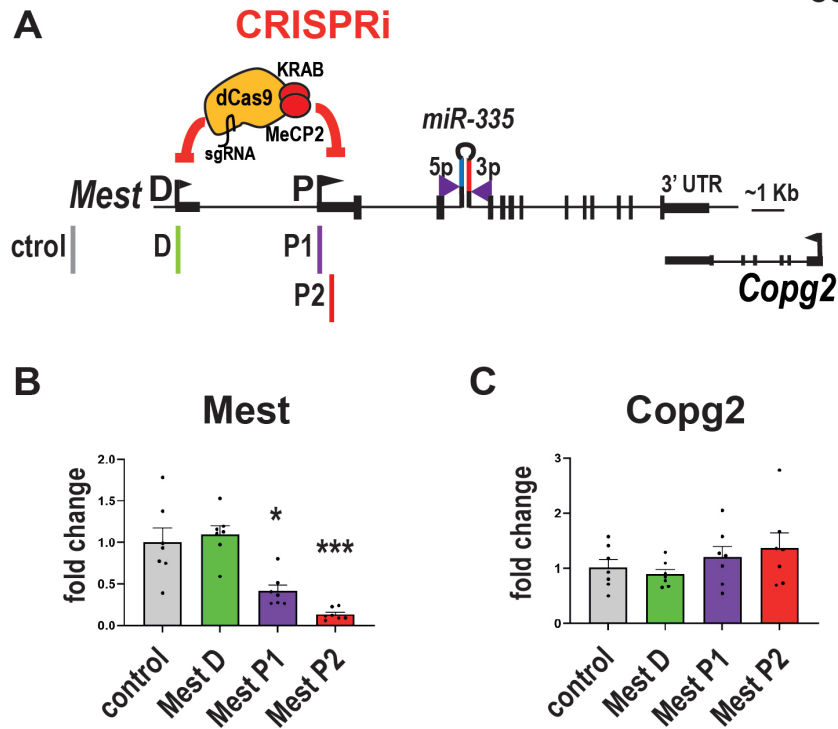 A
CRISPRi
KRAB
dCas9
MeCP2
sgRNA
miR-335
5p
3p
Mest
D
P
3' UTR
~1 Kb
ctrol
D
P1
P2
Copg2
B
Mest
fold change
2.0
1.5
1.0
0.5
0.0
*
***
control
Mest D
Mest P1
Mest P2
C
Copg2
fold change
3
2
1
0
control
Mest D
Mest P1
Mest P2